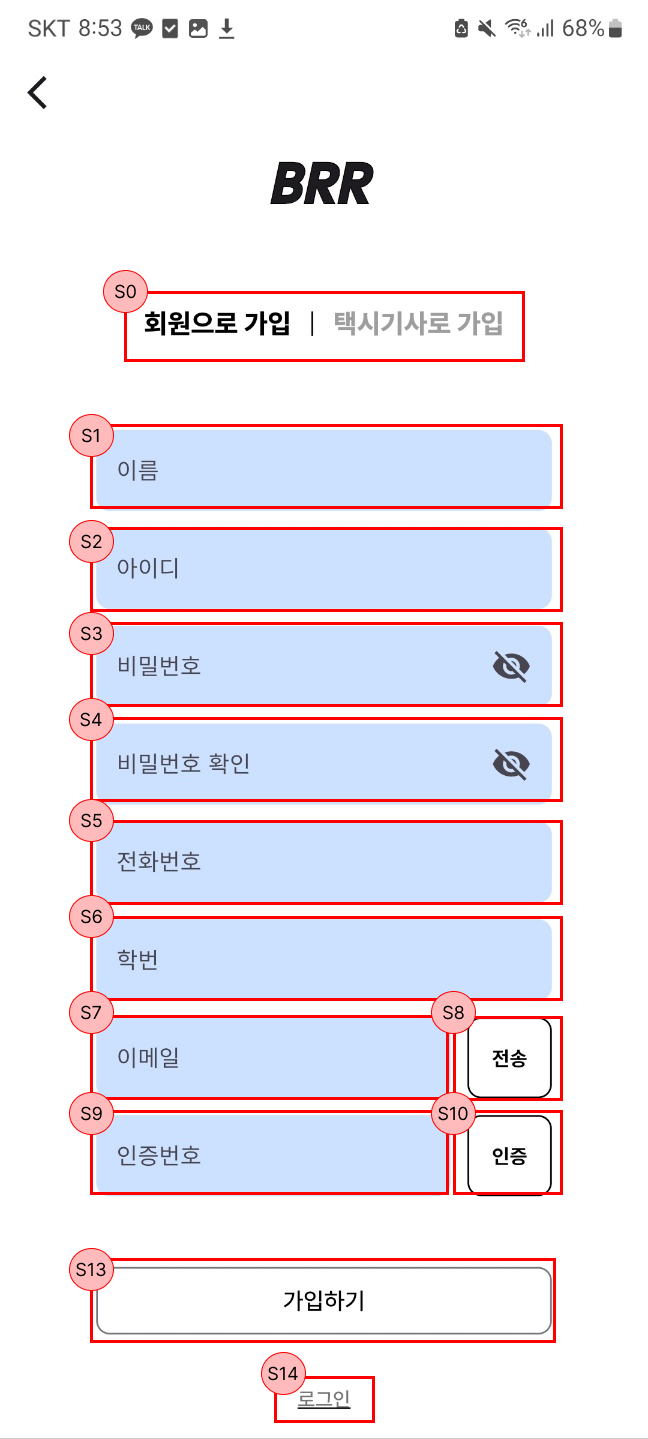 SKT 8:53 TALK 6 68%
BRR
S0
회원으로 가입 | 택시기사로 가입
S1
이름
S2
아이디
S3
비밀번호
S4
비밀번호 확인
S5
전화번호
S6
학번
S7 S8
이메일 전송
S9 S10
인증번호 인증
S13
가입하기
S14
로그인